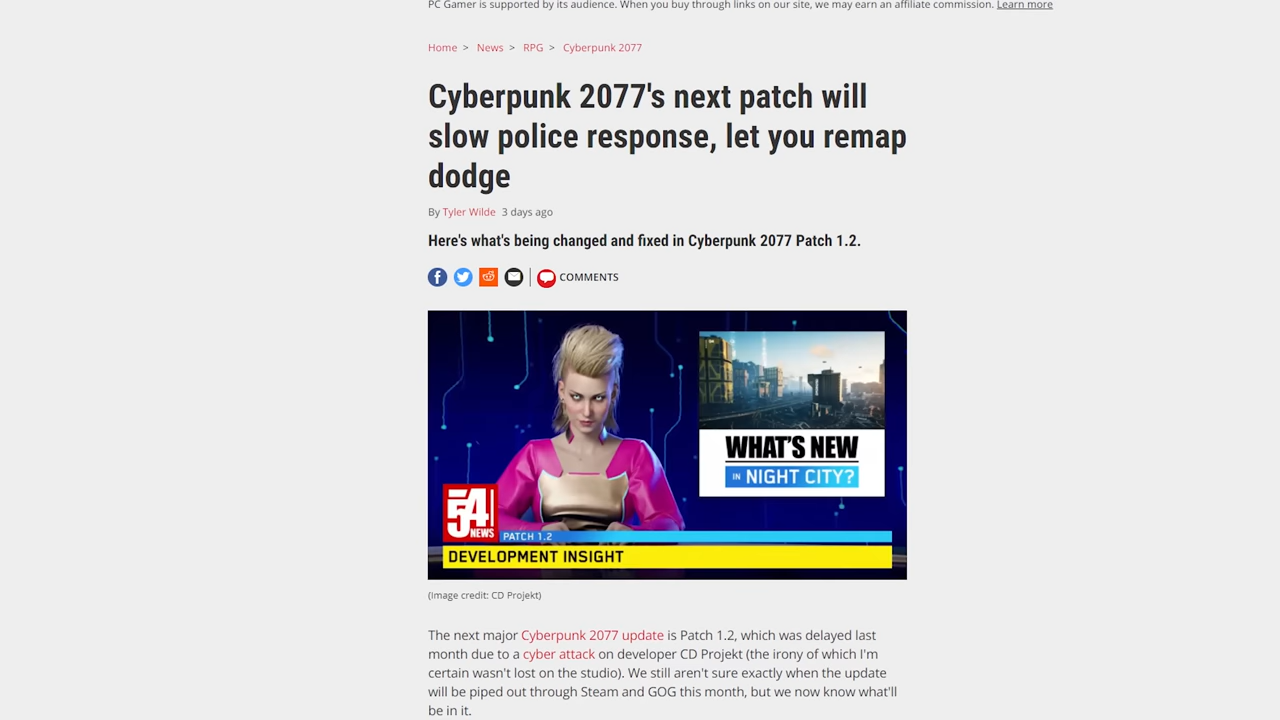 PC Gamer is supported by its audience. When you buy through links on our site, we may earn an affiliate commission. Learn more
Home > News > RPG > Cyberpunk 2077
Cyberpunk 2077's next patch will
slow police response, let you remap
dodge
By Tyler Wilde 3 days ago
Here's what's being changed and fixed in Cyberpunk 2077 Patch 1.2.
COMMENTS
WHAT'S NEW
IN NIGHT CITY?
54
NEWS
PATCH 1.2
DEVELOPMENT INSIGHT
(Image credit: CD Projekt)
The next major Cyberpunk 2077 update is Patch 1.2, which was delayed last
month due to a cyber attack on developer CD Projekt (the irony of which I'm
certain wasn't lost on the studio). We still aren't sure exactly when the update
will be piped out through Steam and GOG this month, but we now know what'll
be in it.